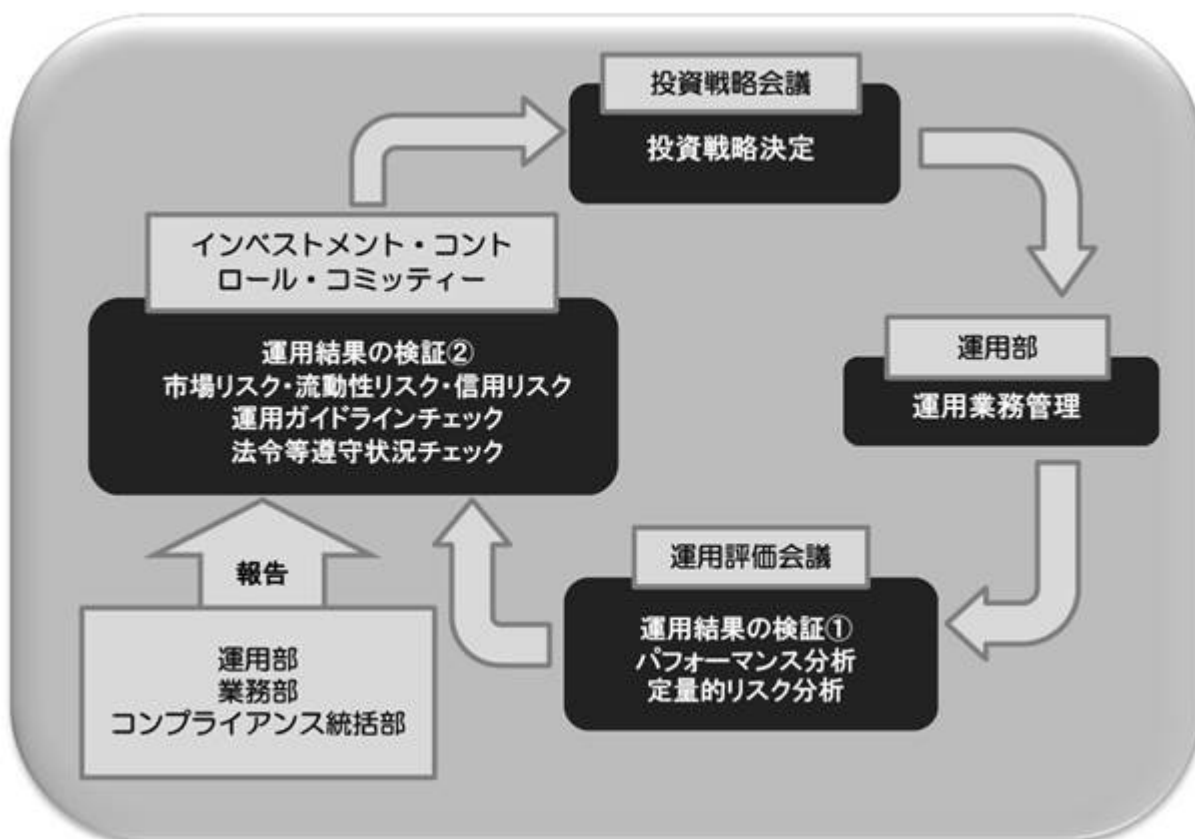 投資戦略会議
投資戦略決定
運用部
運用業務管理
運用評価会議
運用結果の検証①
パフォーマンス分析
定量的リスク分析
インベストメント・コント
ロール・コミッティー
運用結果の検証②
市場リスク・流動性リスク・信用リスク
運用ガイドラインチェック
法令等遵守状況チェック
報告
運用部
業務部
コンプライアンス統括部